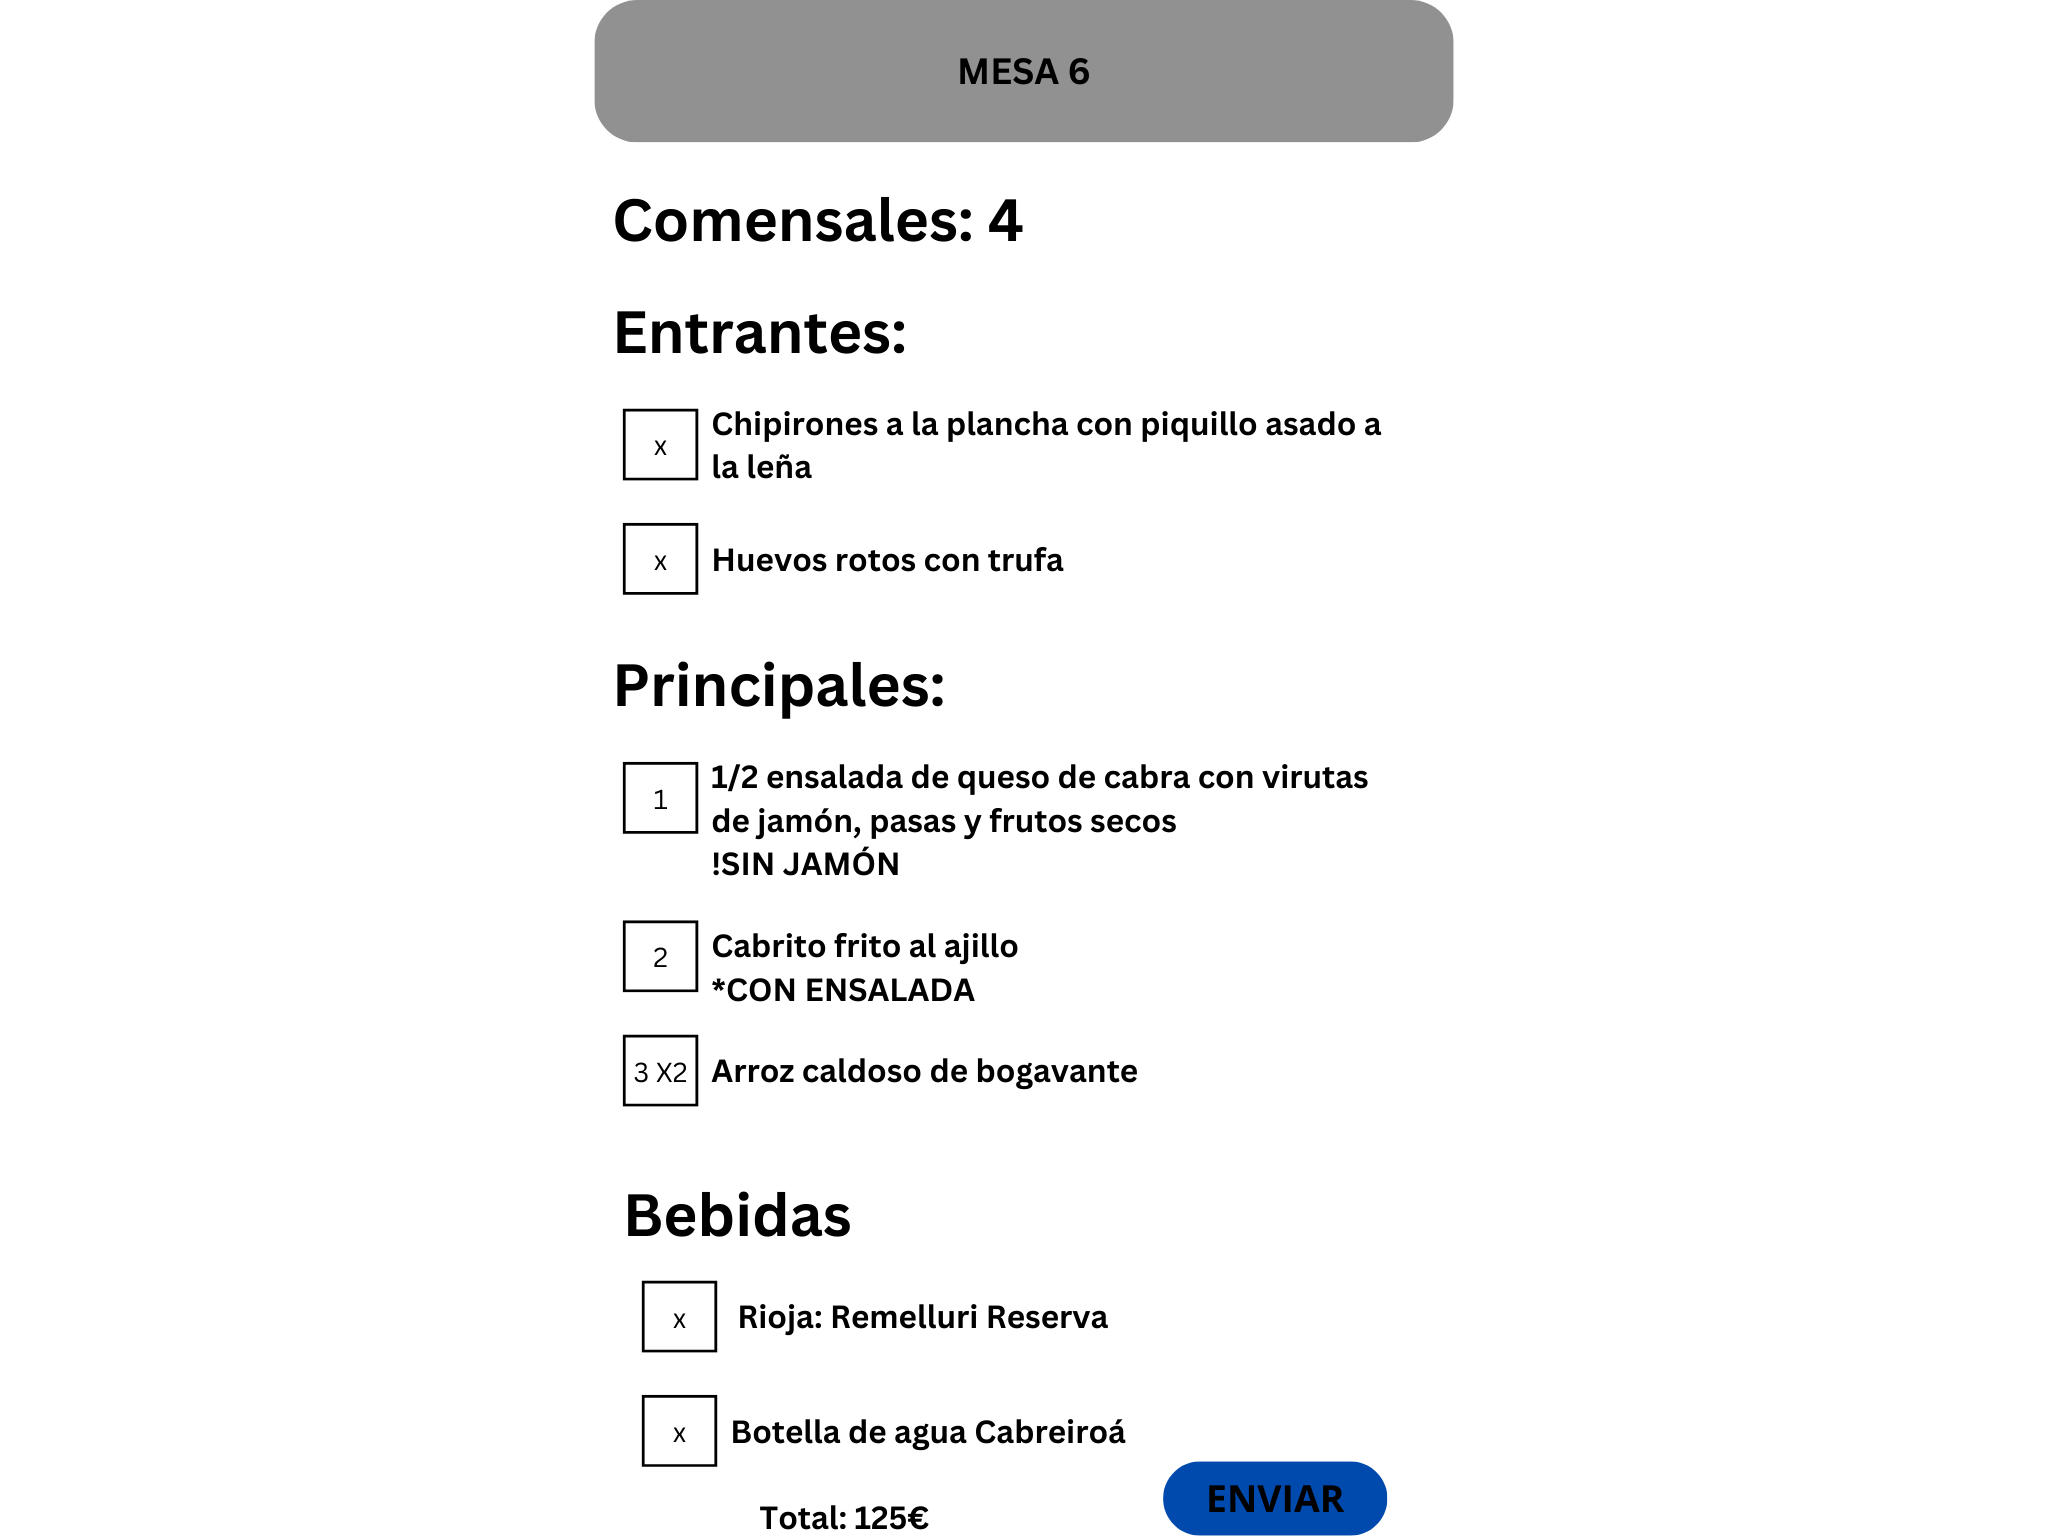 MESA 6
Comensales: 4
Entrantes:
x
Chipirones a la plancha con piquillo asado a
la leña
x
Huevos rotos con trufa
Principales:
1
1/2 ensalada de queso de cabra con virutas
de jamón, pasas y frutos secos
!SIN JAMÓN
2
Cabrito frito al ajillo
*CON ENSALADA
3 X2
Arroz caldoso de bogavante
Bebidas
x
Rioja: Remelluri Reserva
x
Botella de agua Cabreiroá
ENVIAR
Total: 125€